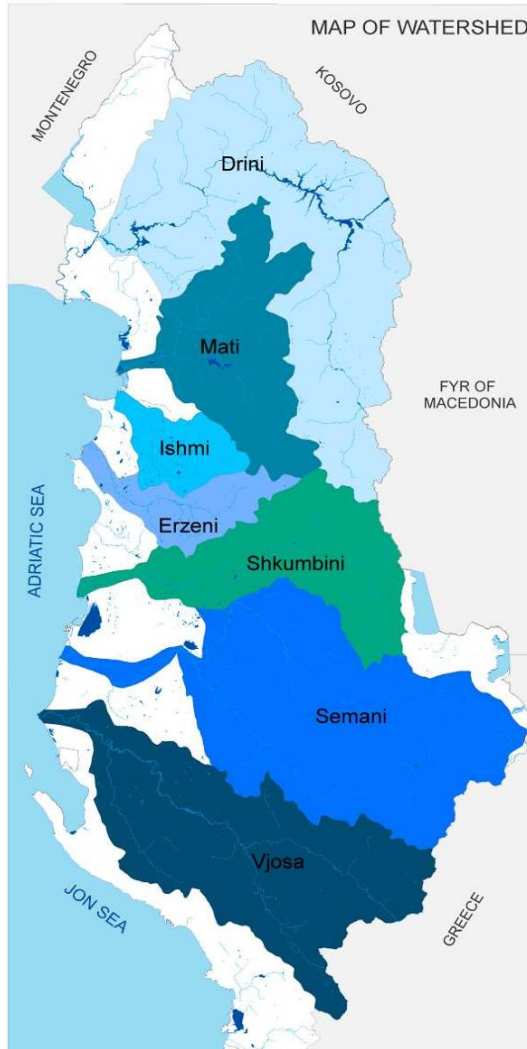 MAP OF WATERSHED
MONTENEGRO
KOSOVO
Drini
Mati
FYR OF
MACEDONIA
Ishmi
ADRIATIC SEA
Erzeni
Shkumbini
Semani
Vjosa
JON SEA
GREECE